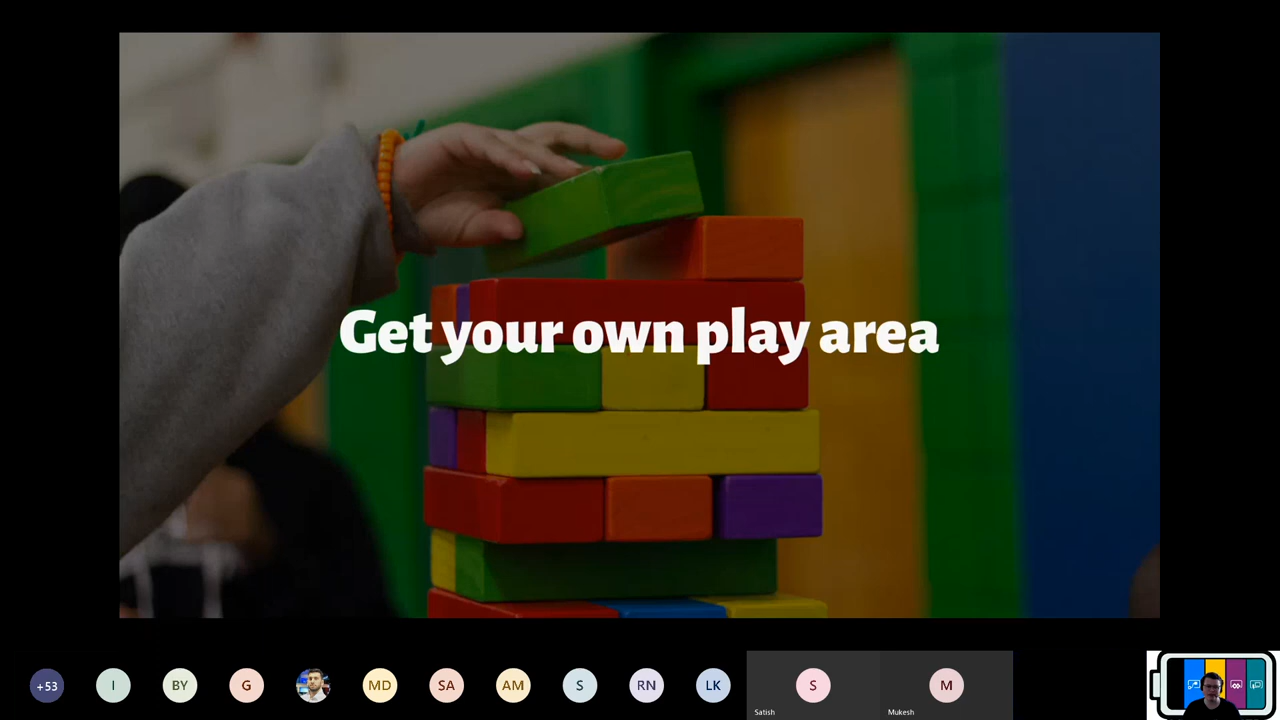 Get your own play area
+53
I
BY
G
MD
SA
AM
S
RN
LK
S
M
Satish
Mukesh